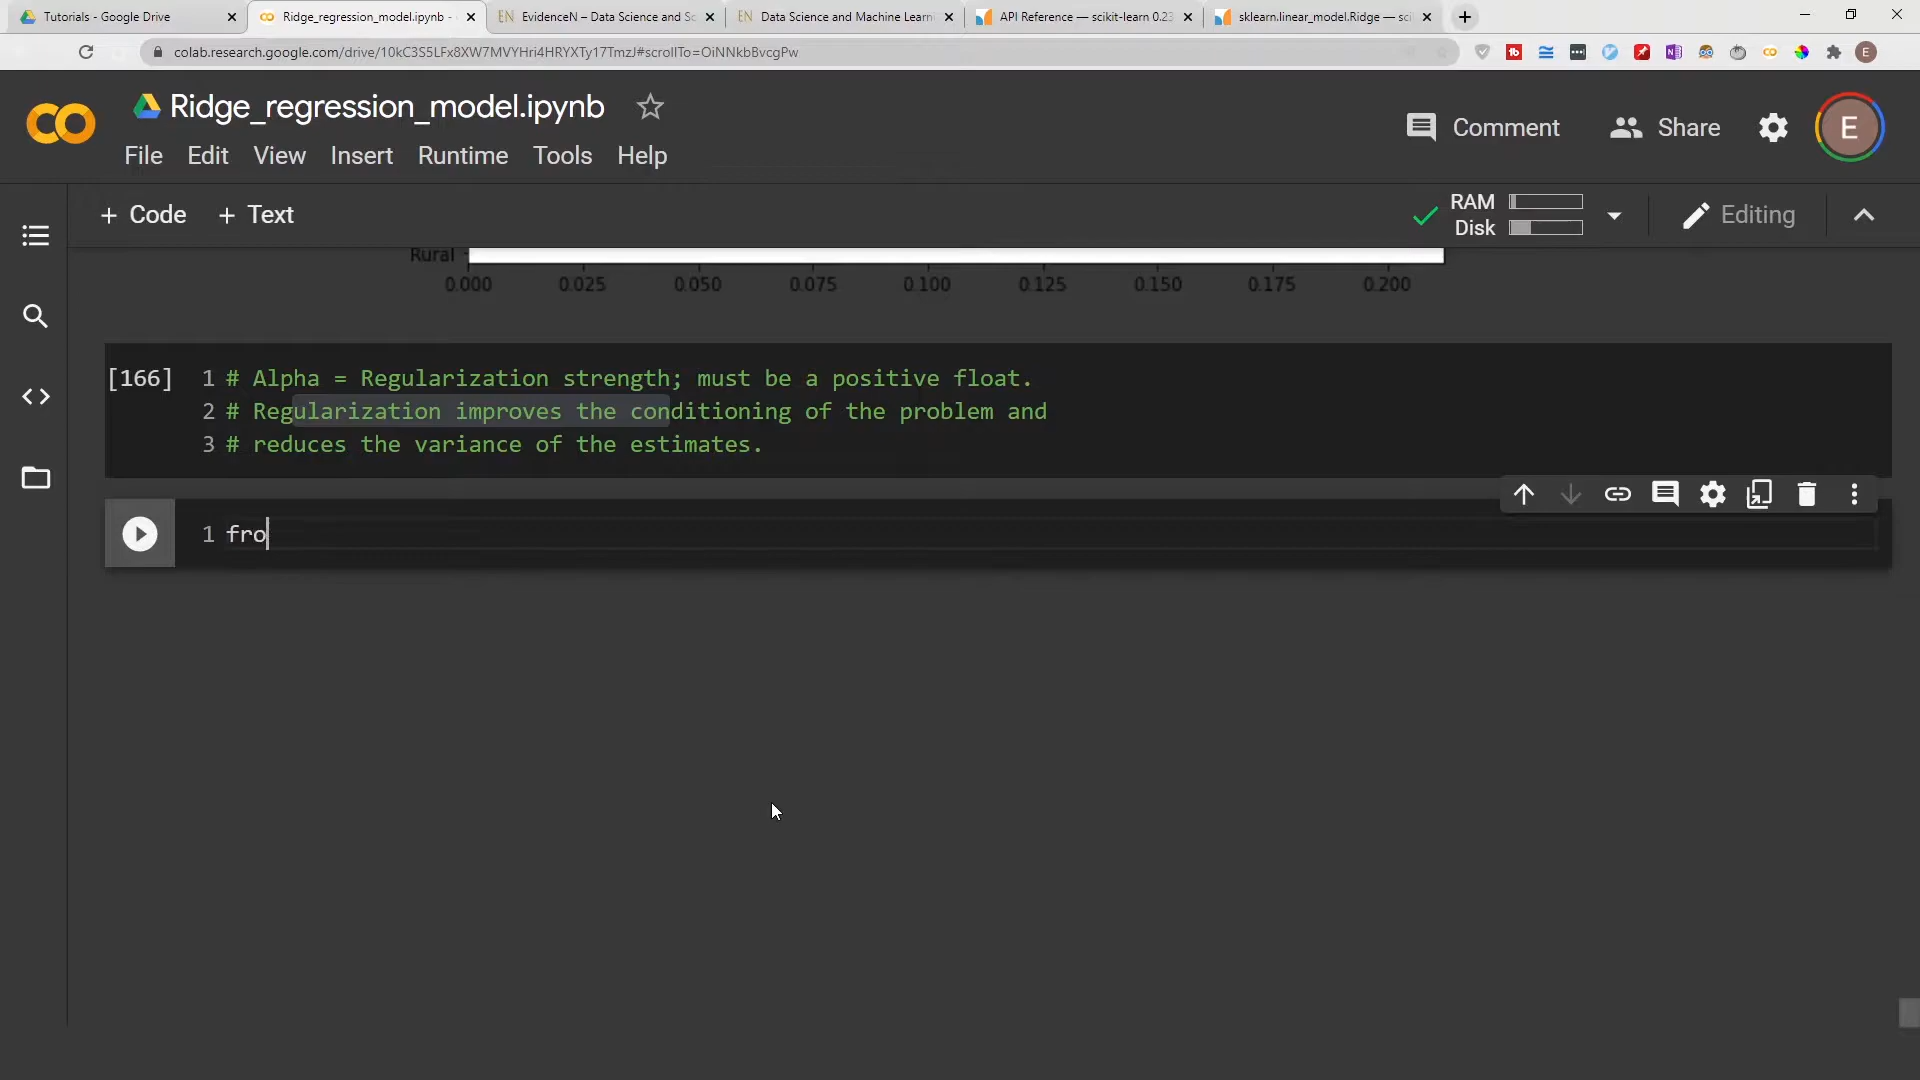 Tutorials - Google Drive
Ridge_regression_model.ipynb -
EN EvidenceN – Data Science and Sc
EN Data Science and Machine Learni
API Reference — scikit-learn 0.23
sklearn.linear_model.Ridge — sci
colab.research.google.com/drive/10kC3S5LFx8XW7MVYHri4HRYXTy17TmzJ#scrollTo=OiNNkbBvcgPw
E
Ridge_regression_model.ipynb
File Edit View Insert Runtime Tools Help
Comment
Share
E
+ Code + Text
RAM
Disk
Editing
Rural
0.000 0.025 0.050 0.075 0.100 0.125 0.150 0.175 0.200
[166] 1 # Alpha = Regularization strength; must be a positive float.
2 # Regularization improves the conditioning of the problem and
3 # reduces the variance of the estimates.
1 fro